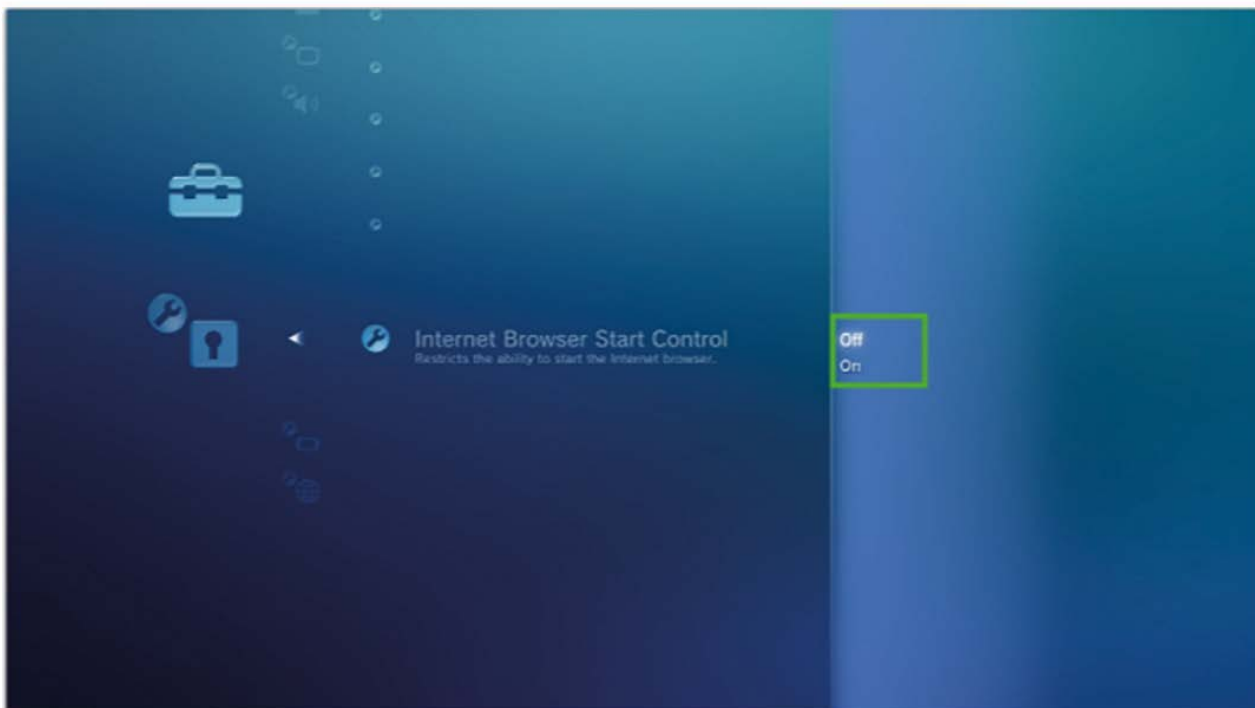 Internet Browser Start Control
Restricts the ability to start the Internet browser.
Off
On